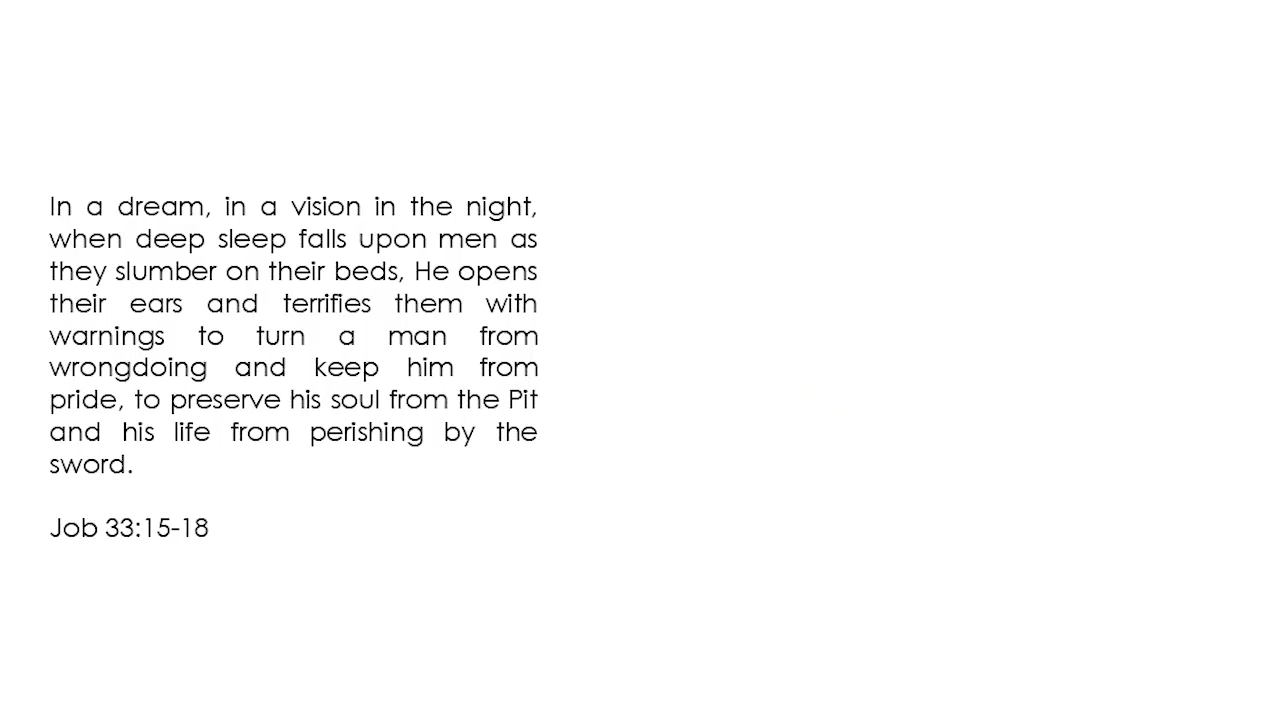 In a dream, in a vision in the night,
when deep sleep falls upon men as
they slumber on their beds, He opens
their ears and terrifies them with
warnings to turn a man from
wrongdoing and keep him from
pride, to preserve his soul from the Pit
and his life from perishing by the
sword.
Job 33:15-18